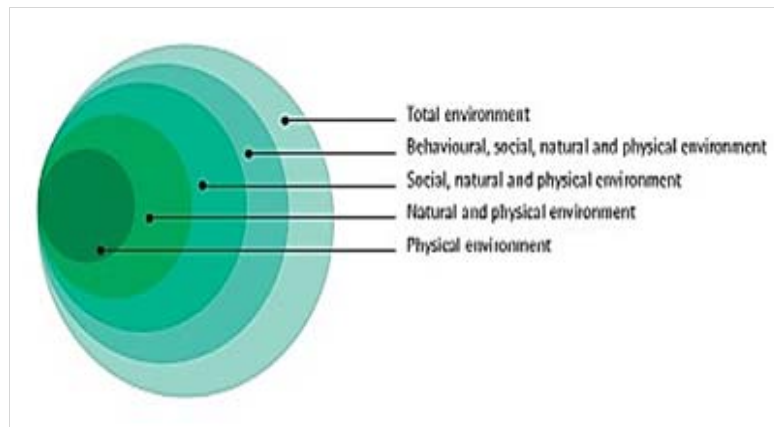 Total environment
Behavioural, social, natural and physical environment
Social, natural and physical environment
Natural and physical environment
Physical environment